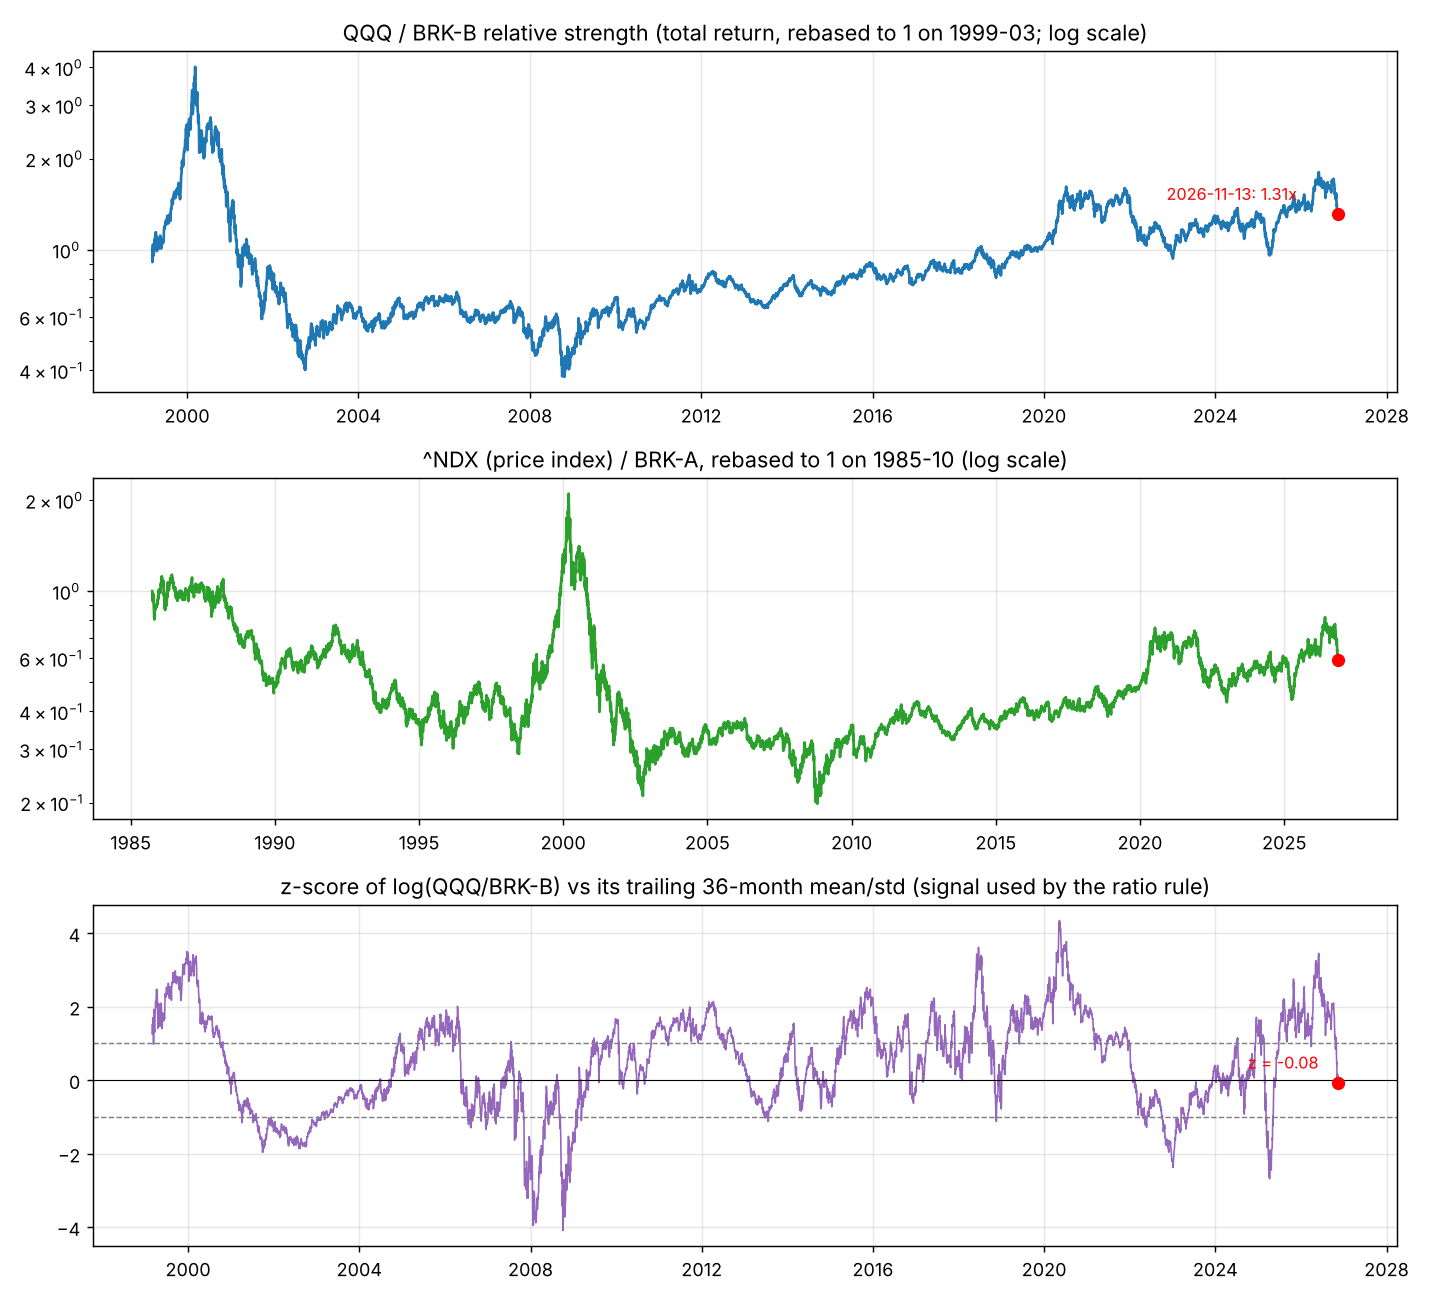 QQQ / BRK-B relative strength (total return, rebased to 1 on 1999-03; log scale)
4 × 10⁰
3 × 10⁰
2 × 10⁰
10⁰
6 × 10⁻¹
4 × 10⁻¹
2026-11-13: 1.31x
2000 2004 2008 2012 2016 2020 2024 2028
^NDX (price index) / BRK-A, rebased to 1 on 1985-10 (log scale)
2 × 10⁰
10⁰
6 × 10⁻¹
4 × 10⁻¹
3 × 10⁻¹
2 × 10⁻¹
1985 1990 1995 2000 2005 2010 2015 2020 2025
z-score of log(QQQ/BRK-B) vs its trailing 36-month mean/std (signal used by the ratio rule)
4
2
z = -0.08
0
−2
−4
2000 2004 2008 2012 2016 2020 2024 2028